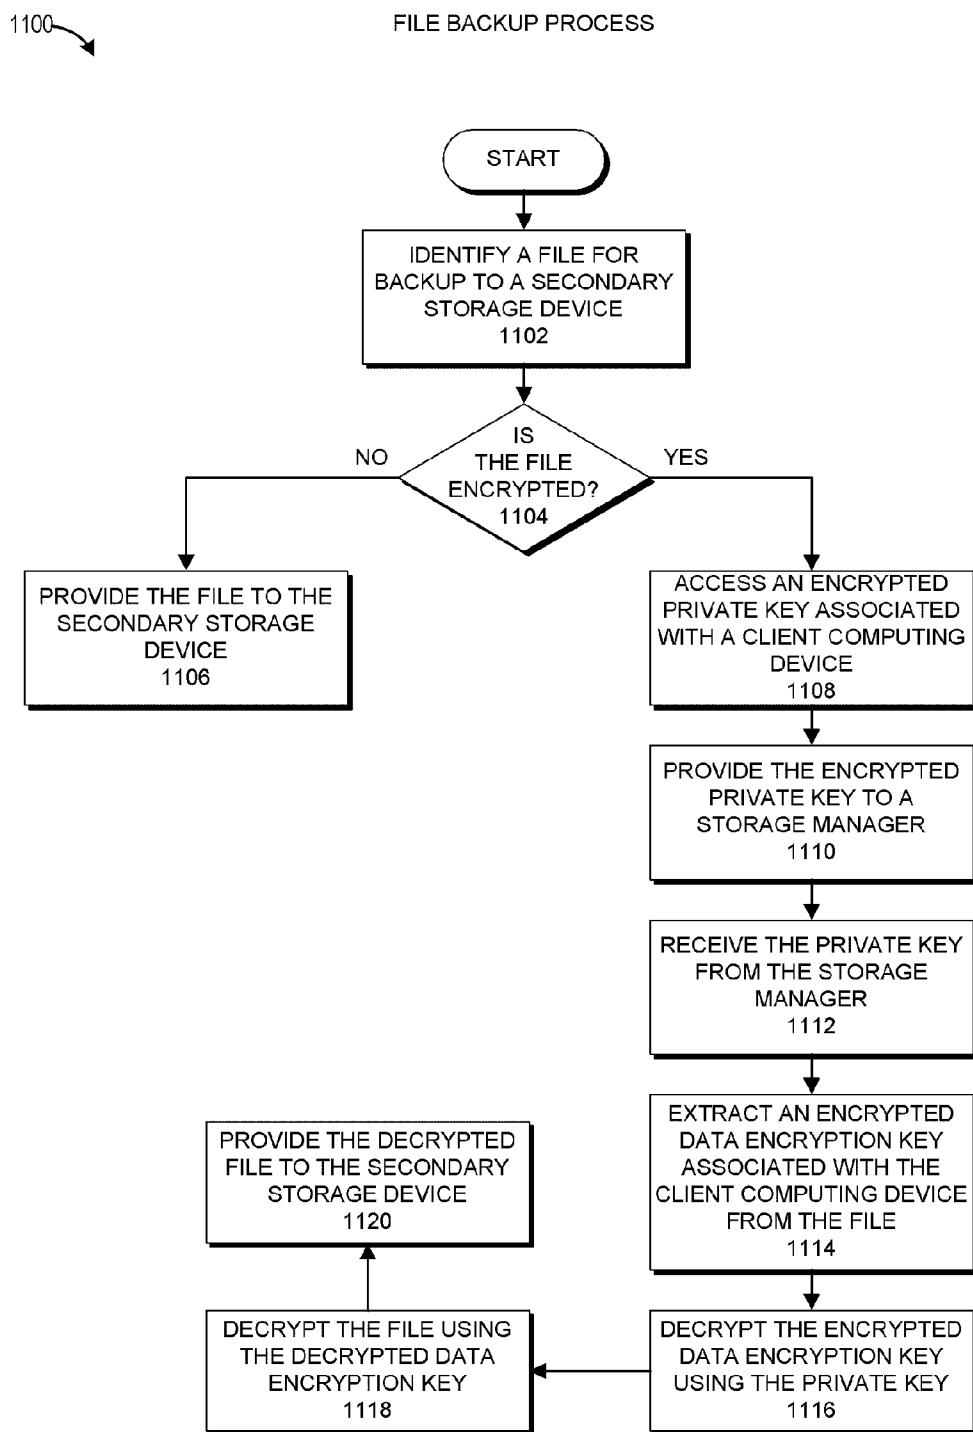 1100
FILE BACKUP PROCESS
START
IDENTIFY A FILE FOR
BACKUP TO A SECONDARY
STORAGE DEVICE
1102
IS
THE FILE
ENCRYPTED?
1104
NO
YES
PROVIDE THE FILE TO THE
SECONDARY STORAGE
DEVICE
1106
ACCESS AN ENCRYPTED
PRIVATE KEY ASSOCIATED
WITH A CLIENT COMPUTING
DEVICE
1108
PROVIDE THE ENCRYPTED
PRIVATE KEY TO A
STORAGE MANAGER
1110
RECEIVE THE PRIVATE KEY
FROM THE STORAGE
MANAGER
1112
EXTRACT AN ENCRYPTED
DATA ENCRYPTION KEY
ASSOCIATED WITH THE
CLIENT COMPUTING DEVICE
FROM THE FILE
1114
DECRYPT THE ENCRYPTED
DATA ENCRYPTION KEY
USING THE PRIVATE KEY
1116
DECRYPT THE FILE USING
THE DECRYPTED DATA
ENCRYPTION KEY
1118
PROVIDE THE DECRYPTED
FILE TO THE SECONDARY
STORAGE DEVICE
1120